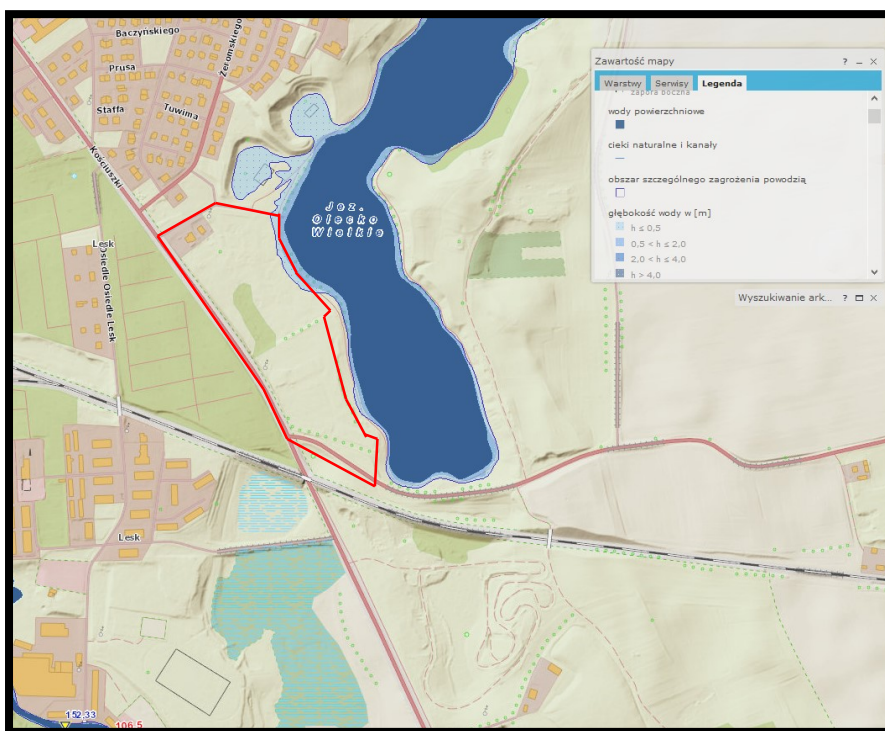 Baczyńskiego
Prusa
Żeromskiego
Staffa
Tuwima
Kościuszki
Lesk
Osiedle Osiedle Lesk
Jez.
Olecko
Wielkie
Lesk
152,33
106,5
Zawartość mapy ? _ ×
Warstwy Serwisy Legenda
zapora boczna
wody powierzchniowe
cieki naturalne i kanały
obszar szczególnego zagrożenia powodzią
głębokość wody w [m]
h ≤ 0,5
0,5 < h ≤ 2,0
2,0 < h ≤ 4,0
h > 4,0
Wyszukiwanie ark... ? ×